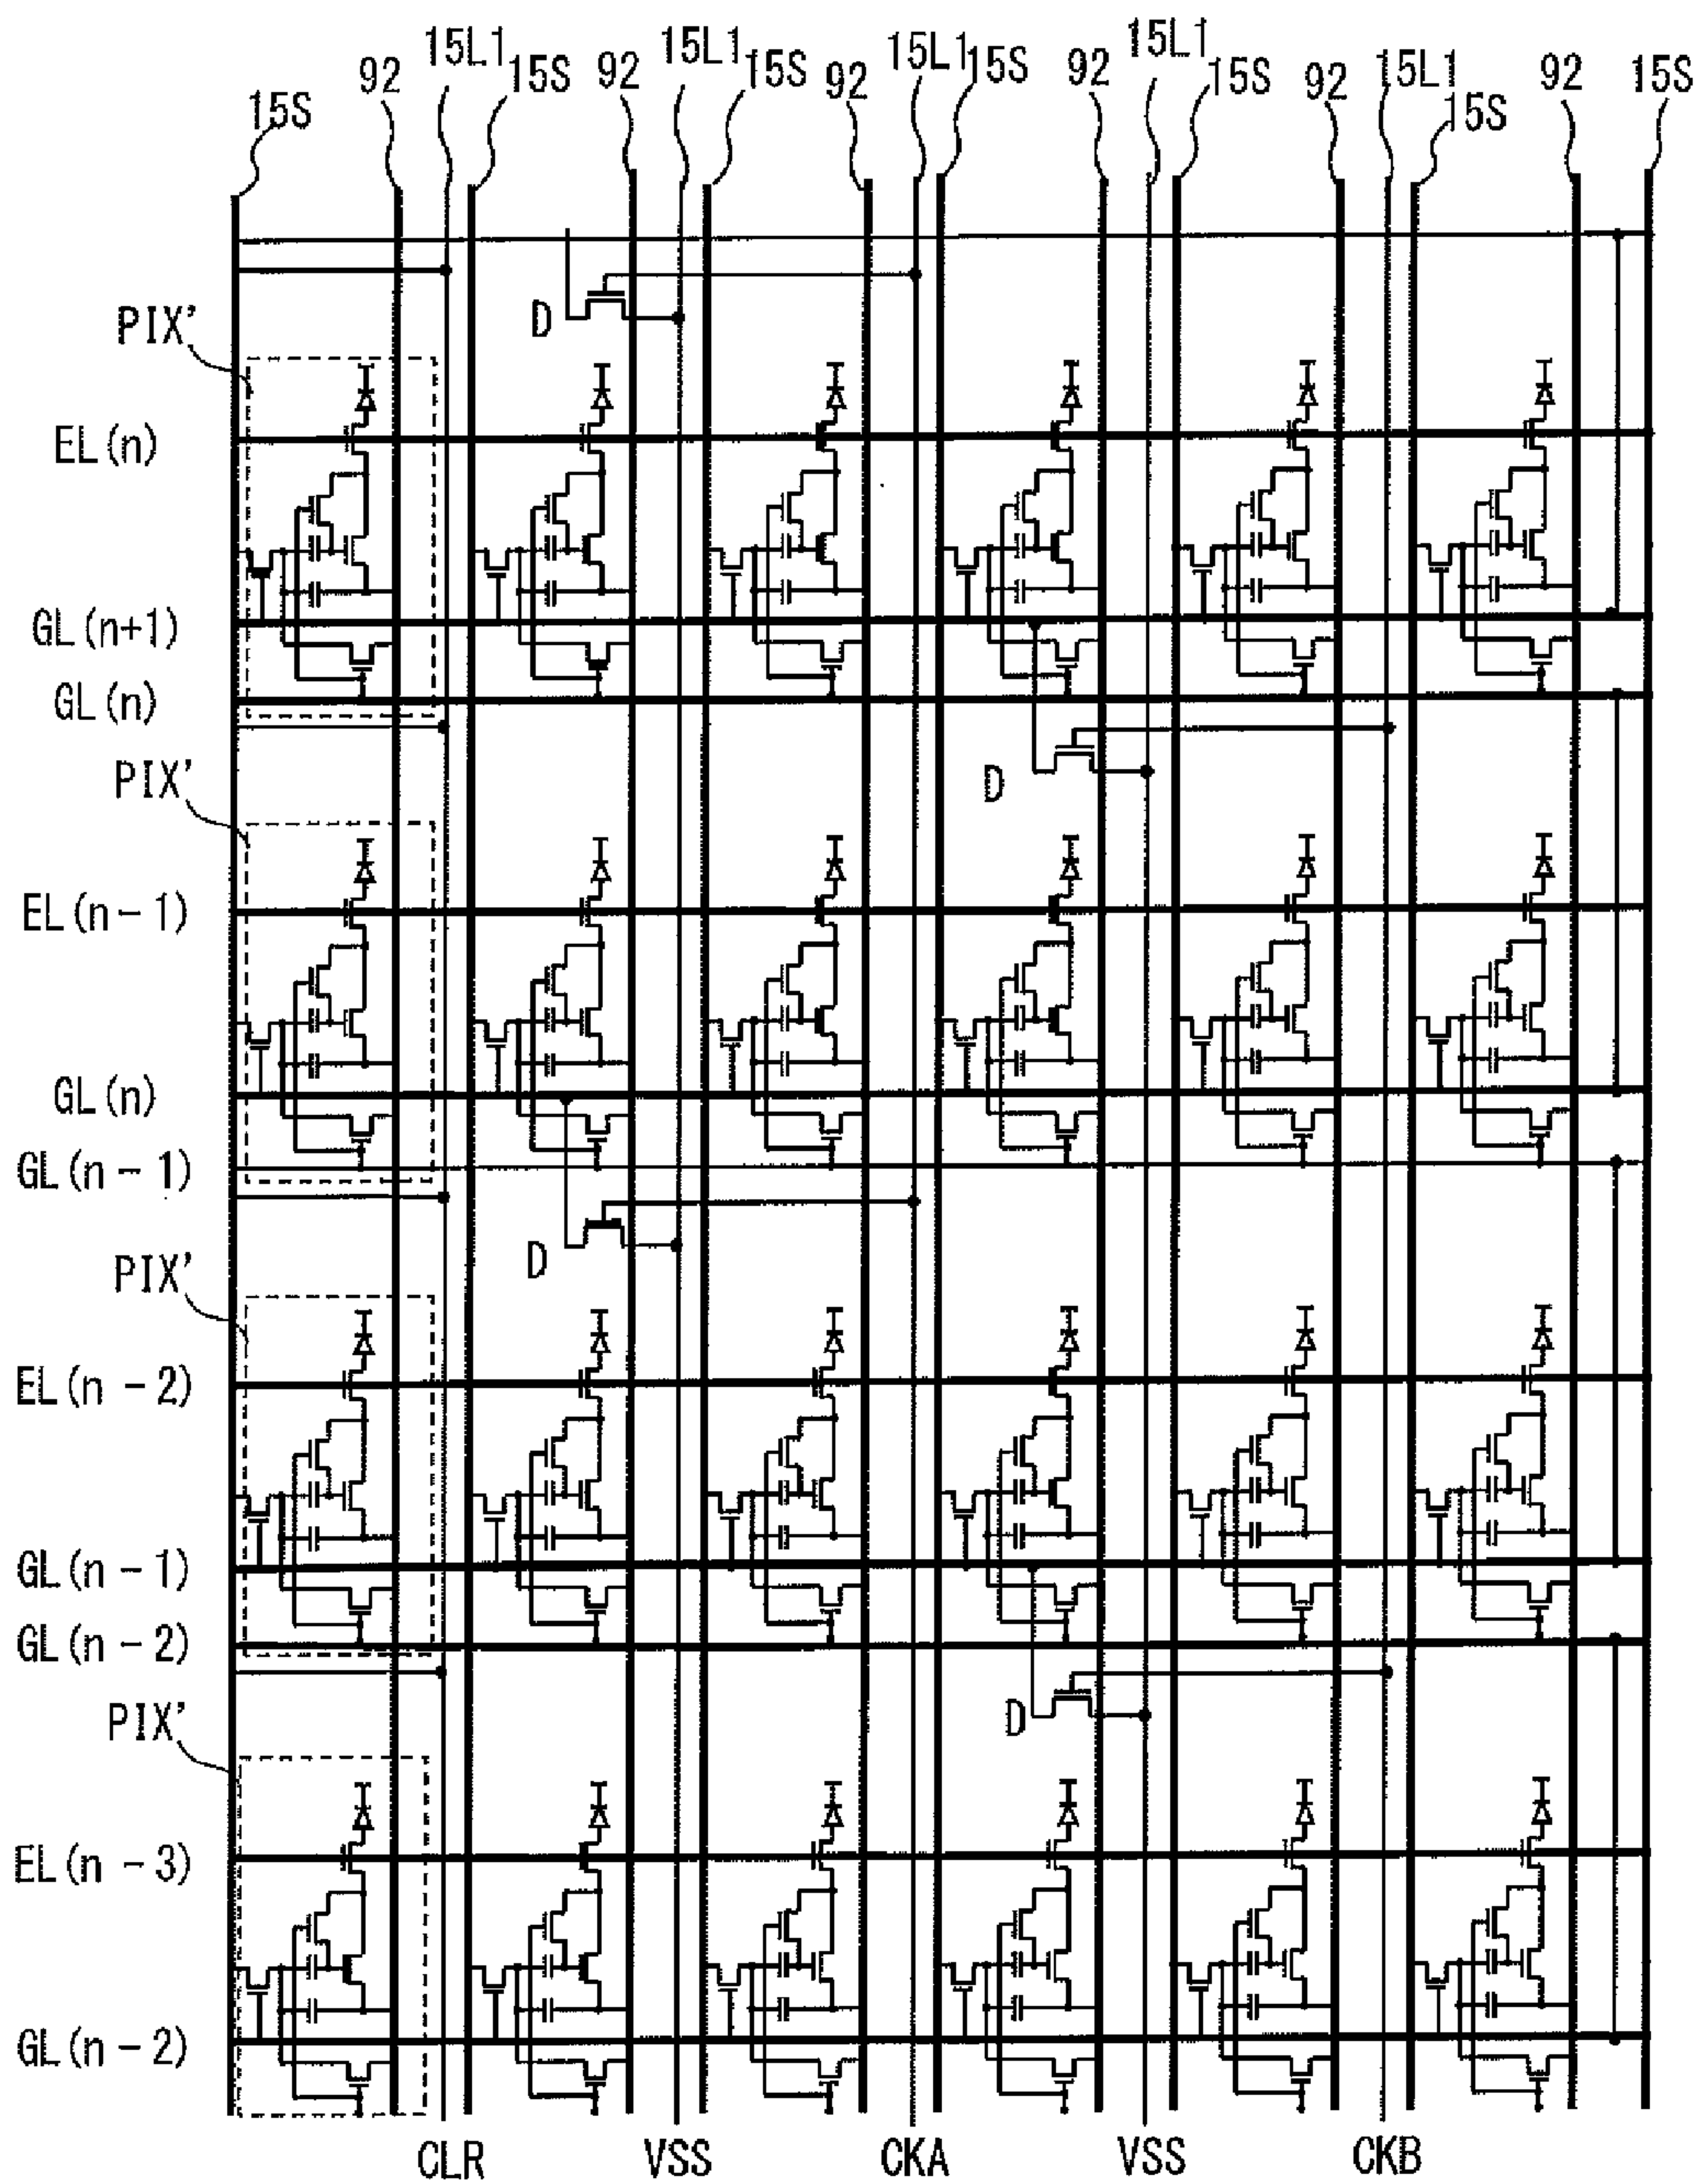 15S 92 15L1 15S 92 15L1 15S 92 15L1 15S 92 15L1 15S 92 15L1 15S 92 15S
D
PIX'
EL(n)
GL(n+1)
GL(n)
D
PIX'
EL(n-1)
GL(n)
GL(n-1)
D
PIX'
EL(n-2)
GL(n-1)
GL(n-2)
D
PIX'
EL(n-3)
GL(n-2)
CLR VSS CKA VSS CKB